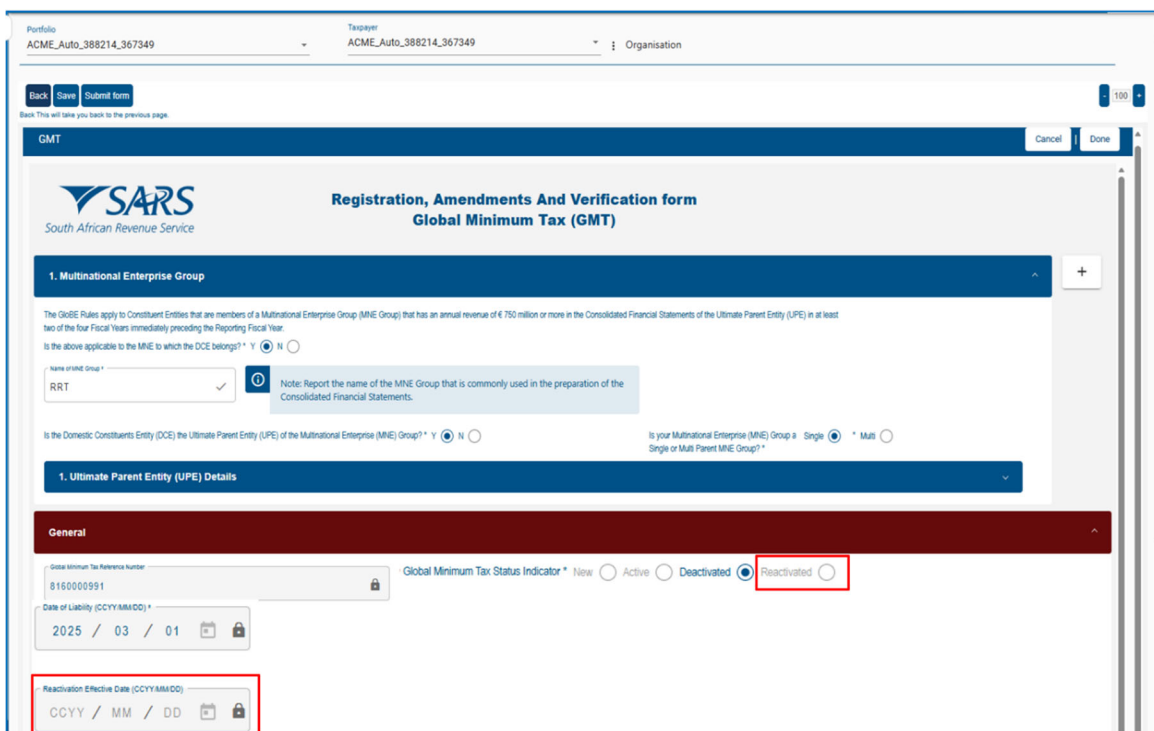 Portfolio
ACME_Auto_388214_367349
Taxpayer
ACME_Auto_388214_367349
Organisation
Back Save Submit form
- 100 +
Back This will take you back to the previous page.
GMT
Cancel | Done
SARS
South African Revenue Service
Registration, Amendments And Verification form
Global Minimum Tax (GMT)
1. Multinational Enterprise Group
+
The GloBE Rules apply to Constituent Entities that are members of a Multinational Enterprise Group (MNE Group) that has an annual revenue of € 750 million or more in the Consolidated Financial Statements of the Ultimate Parent Entity (UPE) in at least
two of the four Fiscal Years immediately preceding the Reporting Fiscal Year.
Is the above applicable to the MNE to which the DCE belongs? * Y N
Name of MNE Group *
RRT
Note: Report the name of the MNE Group that is commonly used in the preparation of the
Consolidated Financial Statements.
Is the Domestic Constituents Entity (DCE) the Ultimate Parent Entity (UPE) of the Multinational Enterprise (MNE) Group? * Y N
Is your Multinational Enterprise (MNE) Group a Single * Multi
Single or Multi Parent MNE Group? *
1. Ultimate Parent Entity (UPE) Details
General
Global Minimum Tax Reference Number
8160000991
Global Minimum Tax Status Indicator * New Active Deactivated Reactivated
Date of Liability (CCYY/MM/DD) *
2025 / 03 / 01
Reactivation Effective Date (CCYY/MM/DD)
CCYY / MM / DD